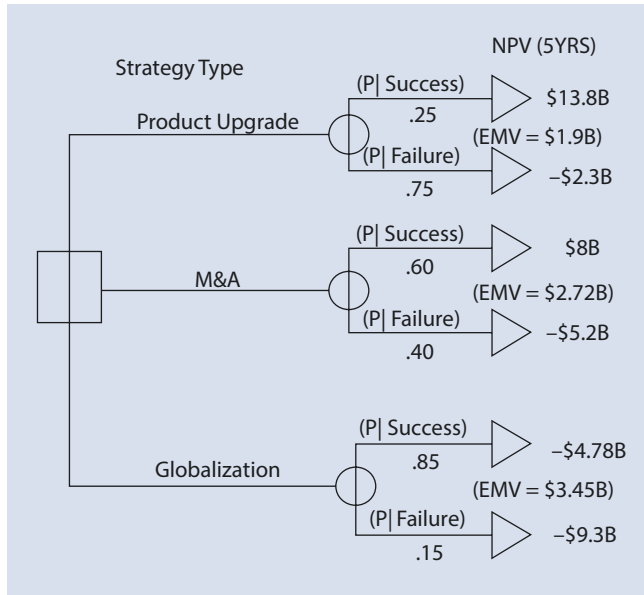 NPV (5YRS)
Strategy Type
(P| Success)
$13.8B
.25
Product Upgrade
(EMV = $1.9B)
(P| Failure)
–$2.3B
.75
(P| Success)
$8B
.60
M&A
(EMV = $2.72B)
(P| Failure)
–$5.2B
.40
(P| Success)
–$4.78B
.85
Globalization
(EMV = $3.45B)
(P| Failure)
–$9.3B
.15